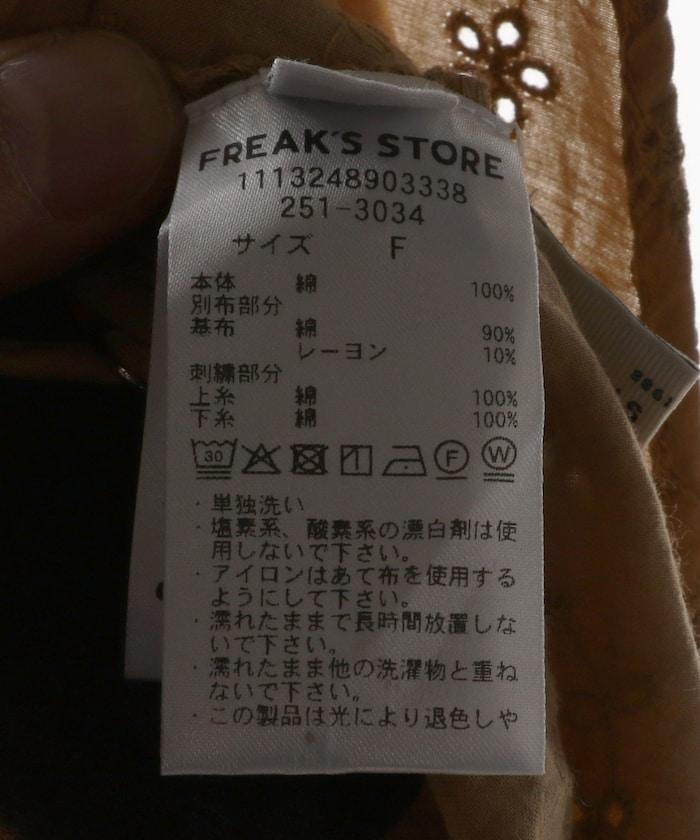 FREAK'S STORE
1113248903338
251-3034
サイズ F
本体 綿 100%
別布部分
基布 綿 90%
レーヨン 10%
刺繍部分
上糸 綿 100%
下糸 綿 100%
30 F W
・単独洗い
・塩素系、酸素系の漂白剤は使
用しないで下さい。
・アイロンはあて布を使用する
ようにして下さい。
・濡れたままで長時間放置しな
いで下さい。
・濡れたまま他の洗濯物と重ね
ないで下さい。
・この製品は光により退色しや